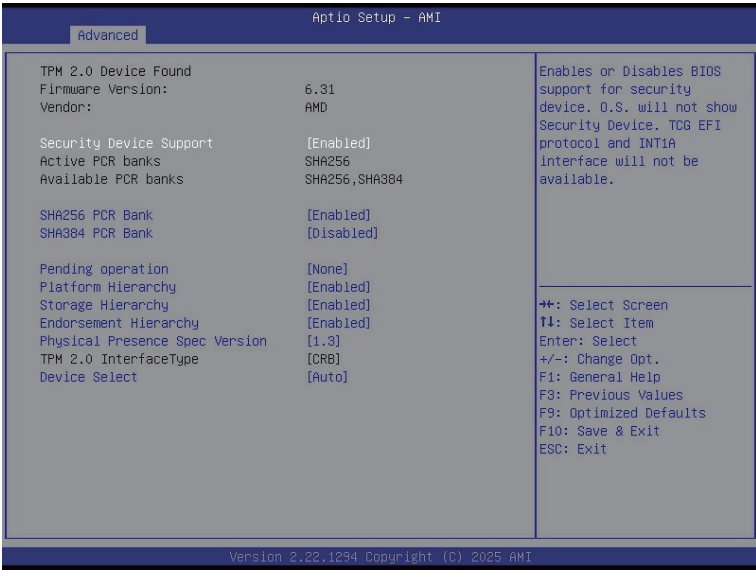 Aptio Setup – AMI
Advanced
TPM 2.0 Device Found
Firmware Version: 6.31
Vendor: AMD
Security Device Support [Enabled]
Active PCR banks SHA256
Available PCR banks SHA256,SHA384
SHA256 PCR Bank [Enabled]
SHA384 PCR Bank [Disabled]
Pending operation [None]
Platform Hierarchy [Enabled]
Storage Hierarchy [Enabled]
Endorsement Hierarchy [Enabled]
Physical Presence Spec Version [1.3]
TPM 2.0 InterfaceType [CRB]
Device Select [Auto]
Enables or Disables BIOS
support for security
device. O.S. will not show
Security Device. TCG EFI
protocol and INT1A
interface will not be
available.
→←: Select Screen
↑↓: Select Item
Enter: Select
+/-: Change Opt.
F1: General Help
F3: Previous Values
F9: Optimized Defaults
F10: Save & Exit
ESC: Exit
Version 2.22.1294 Copyright (C) 2025 AMI